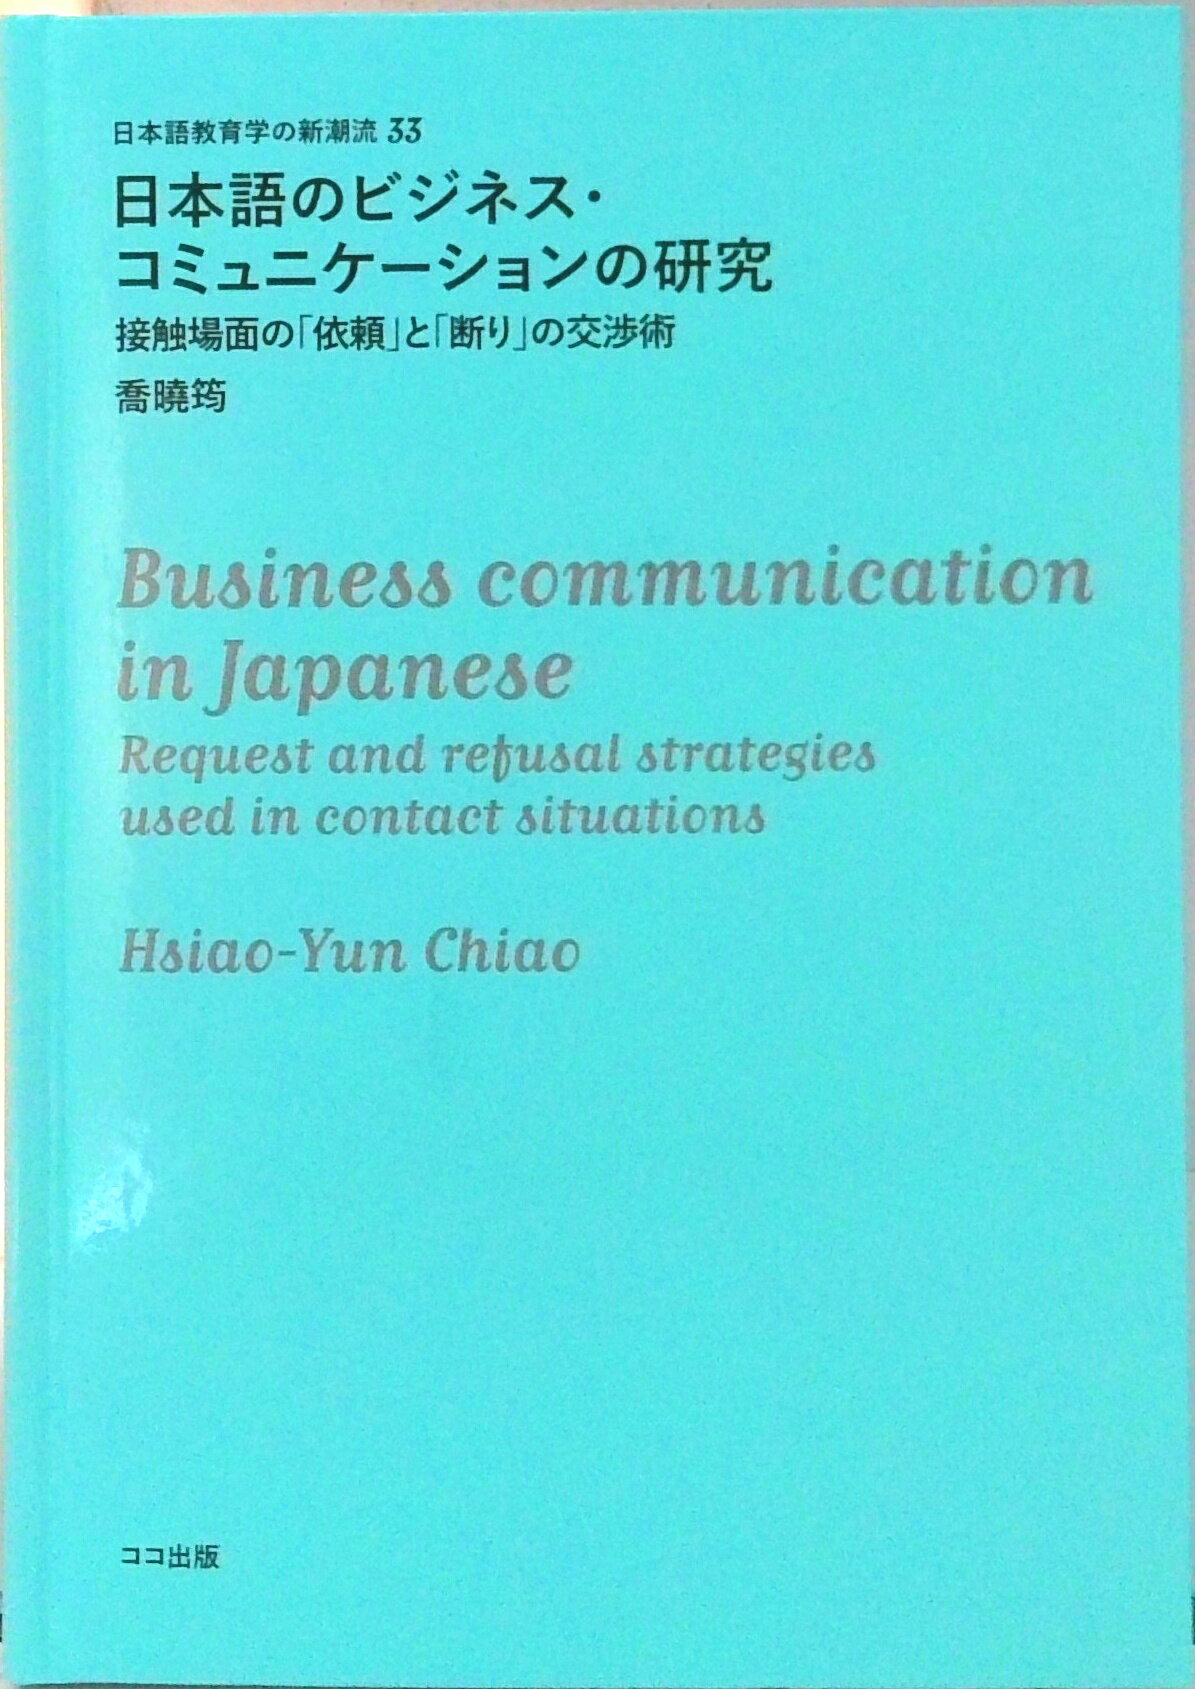 日本語教育学の新潮流 33
日本語のビジネス・
コミュニケーションの研究
接触場面の「依頼」と「断り」の交渉術
喬曉筠
Business communication
in Japanese
Request and refusal strategies
used in contact situations
Hsiao-Yun Chiao
ココ出版